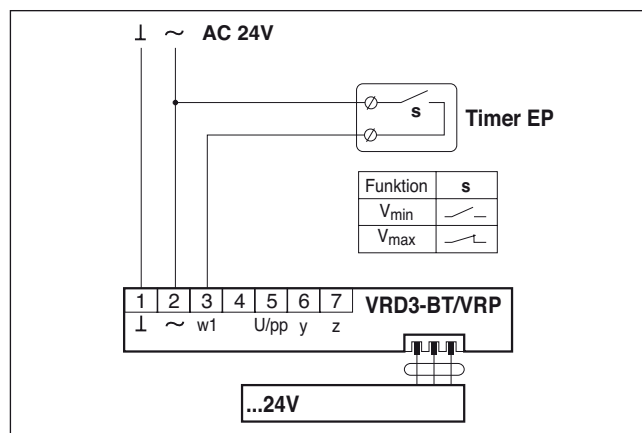 ⊥ ~ AC 24V
s
Timer EP
Funktion s
Vmin
Vmax
1 2 3 4 5 6 7 VRD3-BT/VRP
⊥ ~ w1 U/pp y z
...24V